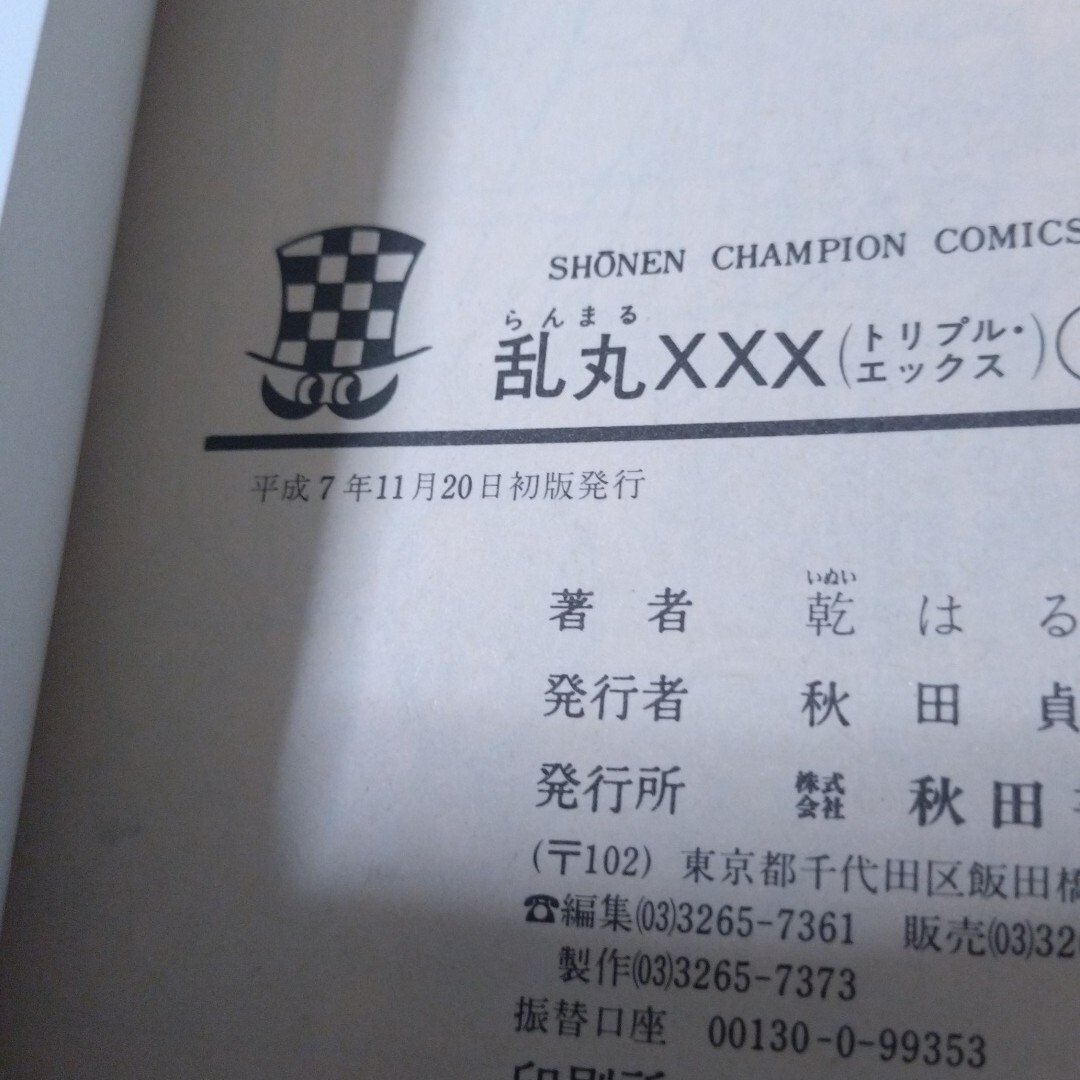 SHŌNEN CHAMPION COMICS
らんまる
乱丸XXX(トリプル・エックス)
平成7年11月20日初版発行
いぬい
著者 乾はる
発行者 秋田貞
発行所 株式会社 秋田
(〒102) 東京都千代田区飯田橋
☎編集(03)3265-7361 販売(03)32
製作(03)3265-7373
振替口座 00130-0-99353
印刷所